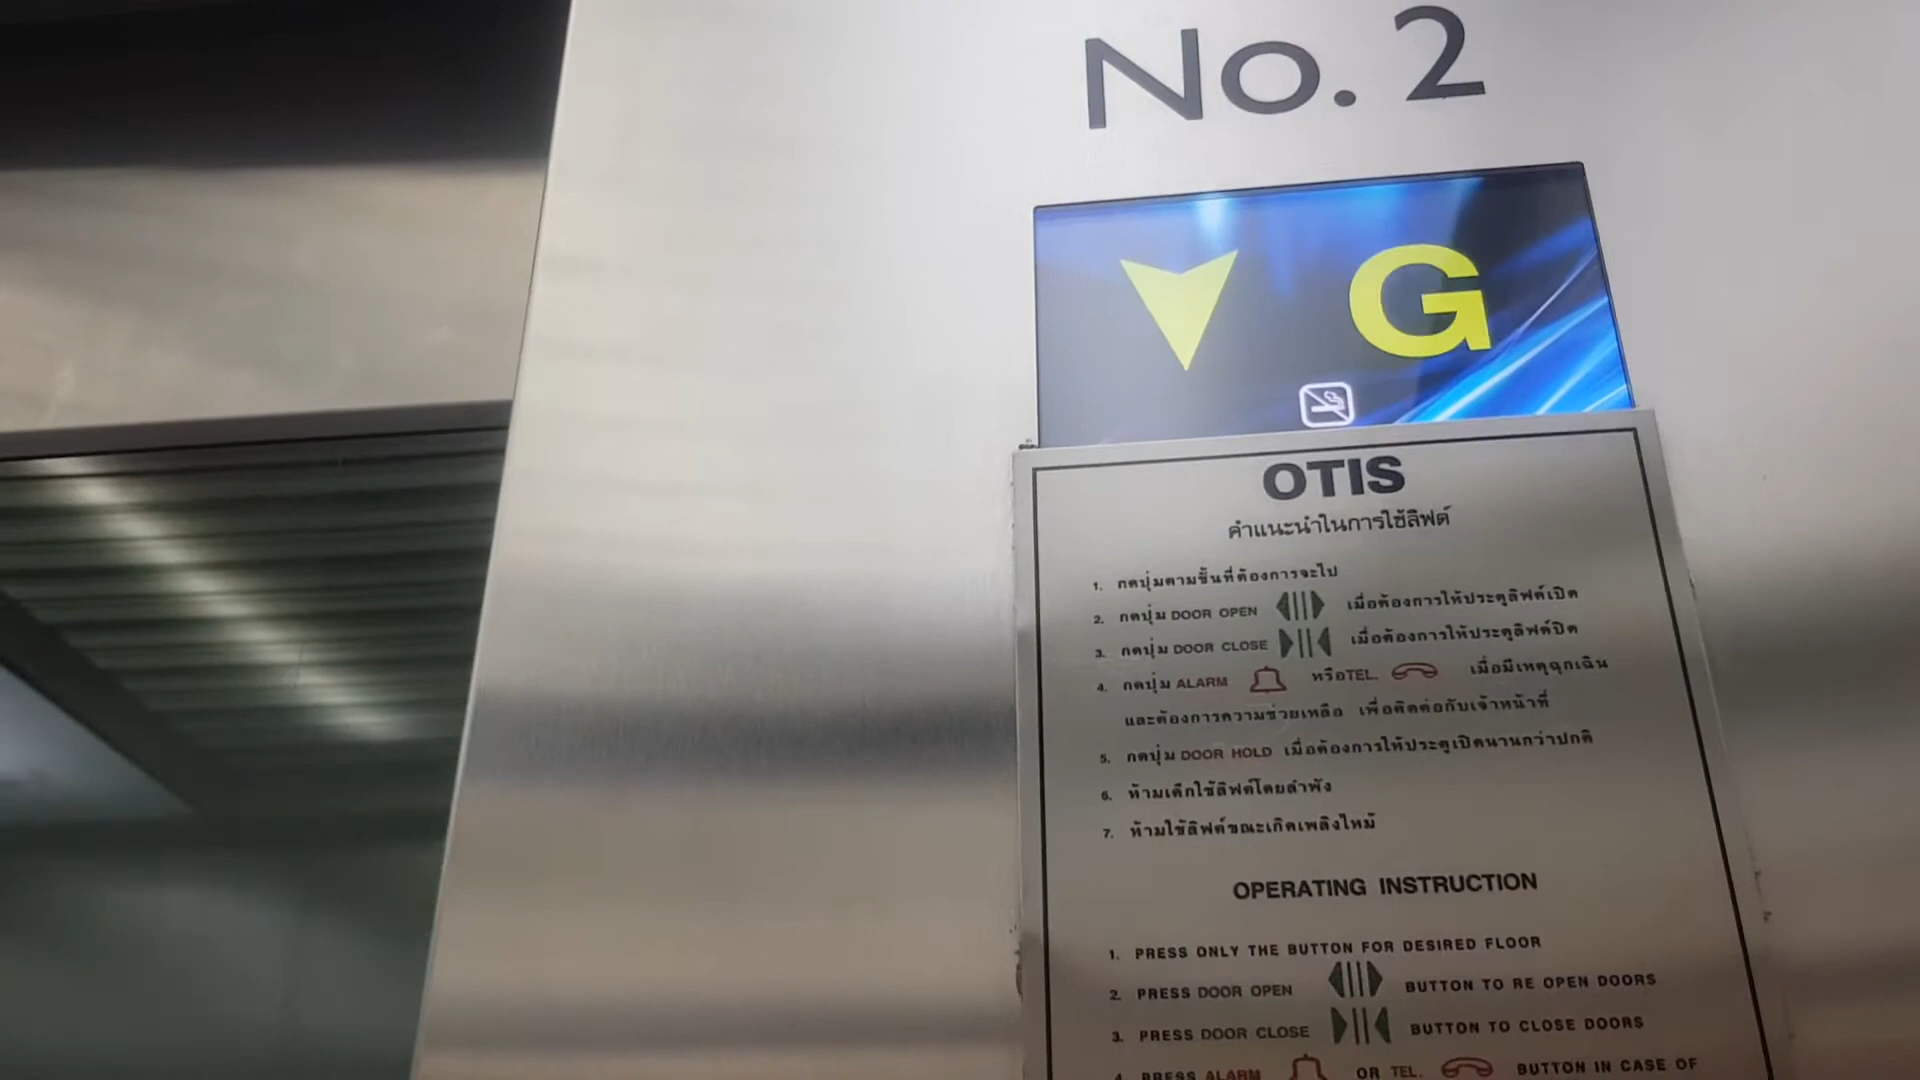 No. 2
G
OTIS
คำแนะนำในการใช้ลิฟต์
1. กดปุ่มตามชั้นที่ต้องการจะไป
2. กดปุ่ม DOOR OPEN เมื่อต้องการให้ประตูลิฟต์เปิด
3. กดปุ่ม DOOR CLOSE เมื่อต้องการให้ประตูลิฟต์ปิด
4. กดปุ่ม ALARM หรือTEL. เมื่อมีเหตุฉุกเฉิน
และต้องการความช่วยเหลือ เพื่อติดต่อกับเจ้าหน้าที่
5. กดปุ่ม DOOR HOLD เมื่อต้องการให้ประตูเปิดนานกว่าปกติ
6. ห้ามเด็กใช้ลิฟต์โดยลำพัง
7. ห้ามใช้ลิฟต์ขณะเกิดเพลิงไหม้
OPERATING INSTRUCTION
1. PRESS ONLY THE BUTTON FOR DESIRED FLOOR
2. PRESS DOOR OPEN BUTTON TO RE OPEN DOORS
3. PRESS DOOR CLOSE BUTTON TO CLOSE DOORS
4. PRESS ALARM OR TEL. BUTTON IN CASE OF